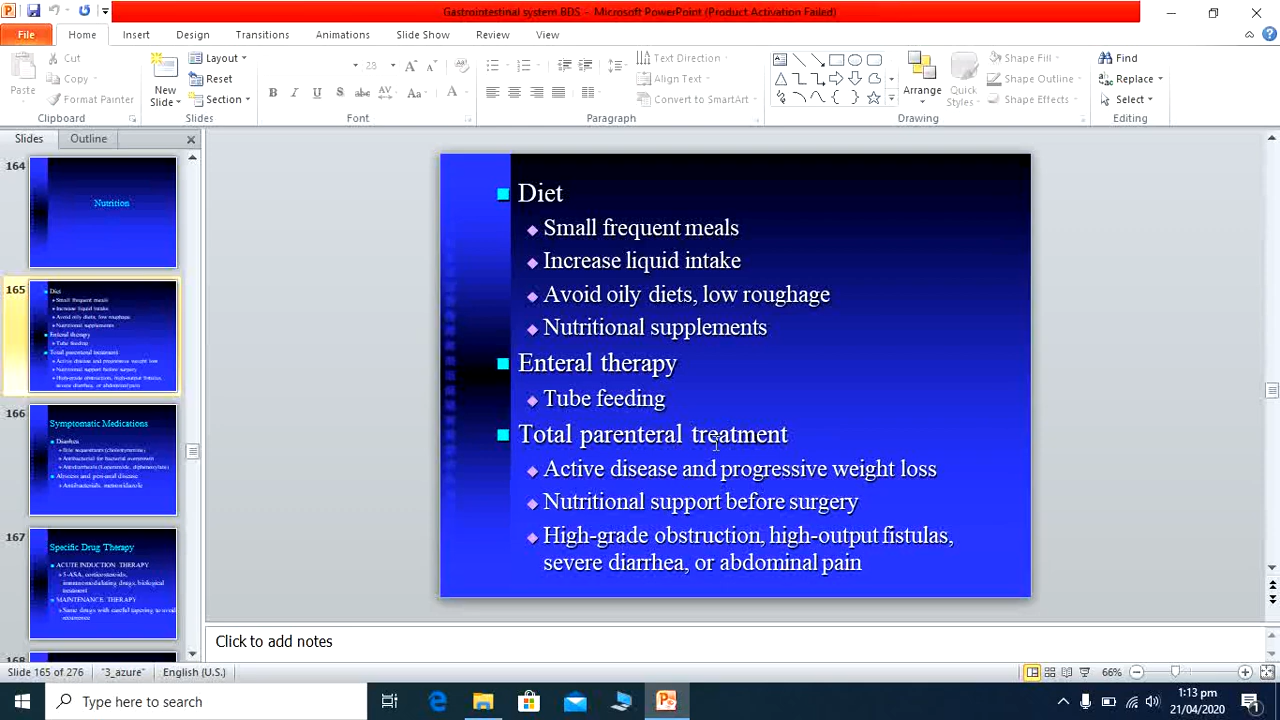 Gastrointestinal system BDS - Microsoft PowerPoint (Product Activation Failed)
File Home Insert Design Transitions Animations Slide Show Review View
Paste
Cut
Copy
Format Painter
Clipboard
New Slide
Layout
Reset
Section
Slides
28
B I U S abc AV Aa A
Font
Text Direction
Align Text
Convert to SmartArt
Paragraph
Arrange
Quick Styles
Shape Fill
Shape Outline
Shape Effects
Drawing
Find
Replace
Select
Editing
Slides Outline
164
Nutrition
165
Diet
Small frequent meals
Increase liquid intake
Avoid oily diets, low roughage
Nutritional supplements
Enteral therapy
Tube feeding
Total parenteral treatment
Active disease and progressive weight loss
Nutritional support before surgery
High-grade obstruction, high-output fistulas,
severe diarrhea, or abdominal pain
166
Symptomatic Medications
Diarrhea
Bile sequestrants (cholestyramine)
Antibacterial for bacterial overgrowth
Antidiarrheals (Loperamide, diphenoxylate)
Abscess and peri-anal disease
Antibacterials, metronidazole
167
Specific Drug Therapy
ACUTE INDUCTION THERAPY
5-ASA, corticosteroids,
immunomodulating drugs, biological
treatment
MAINTENANCE THERAPY
Same drugs with careful tapering to avoid
recurrence
168
Diet
Small frequent meals
Increase liquid intake
Avoid oily diets, low roughage
Nutritional supplements
Enteral therapy
Tube feeding
Total parenteral treatment
Active disease and progressive weight loss
Nutritional support before surgery
High-grade obstruction, high-output fistulas,
severe diarrhea, or abdominal pain
Click to add notes
Slide 165 of 276 "3_azure" English (U.S.) 66%
Type here to search
1:13 pm
21/04/2020